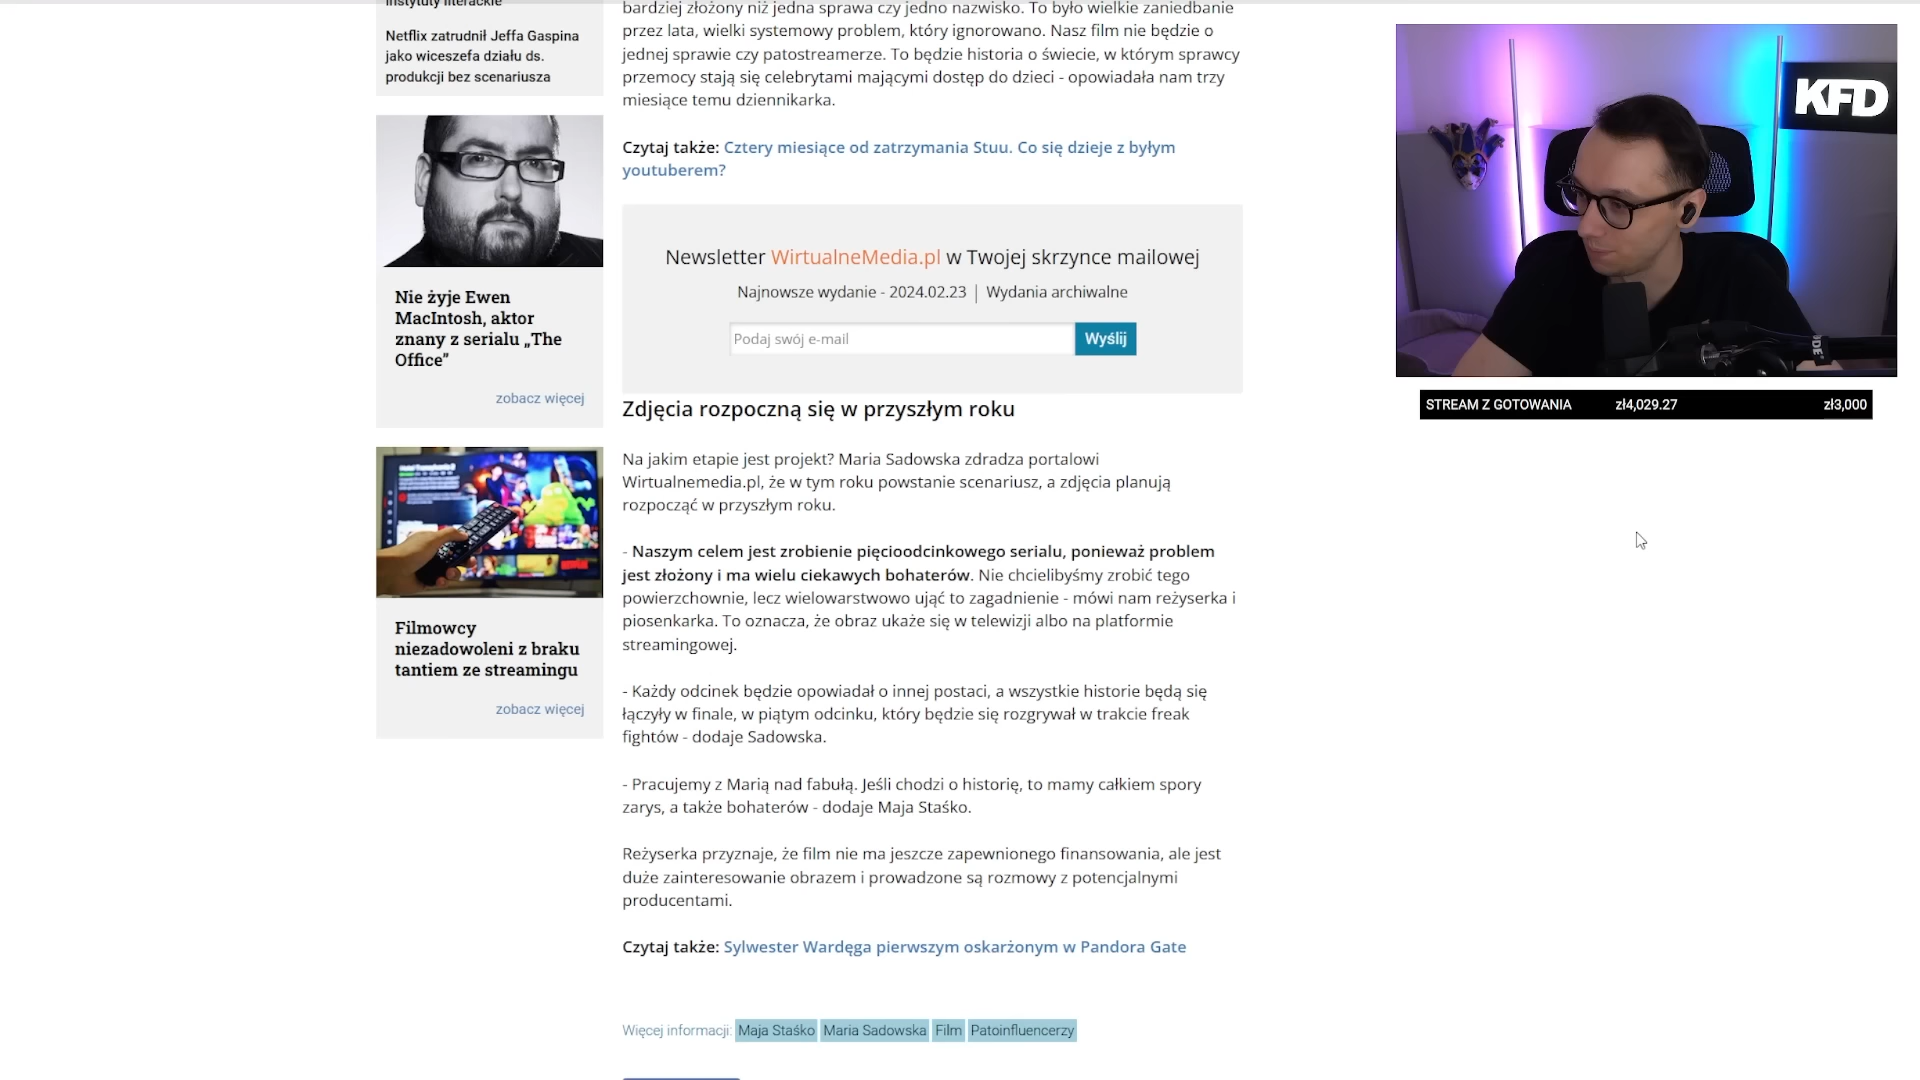 instytuty literackie
Netflix zatrudnił Jeffa Gaspina
jako wiceszefa działu ds.
produkcji bez scenariusza
Nie żyje Ewen
MacIntosh, aktor
znany z serialu „The
Office”
zobacz więcej
Filmowcy
niezadowoleni z braku
tantiem ze streamingu
zobacz więcej
bardziej złożony niż jedna sprawa czy jedno nazwisko. To było wielkie zaniedbanie
przez lata, wielki systemowy problem, który ignorowano. Nasz film nie będzie o
jednej sprawie czy patostreamerze. To będzie historia o świecie, w którym sprawcy
przemocy stają się celebrytami mającymi dostęp do dzieci - opowiadała nam trzy
miesiące temu dziennikarka.
Czytaj także: Cztery miesiące od zatrzymania Stuu. Co się dzieje z byłym
youtuberem?
Newsletter WirtualneMedia.pl w Twojej skrzynce mailowej
Najnowsze wydanie - 2024.02.23 | Wydania archiwalne
Podaj swój e-mail
Wyślij
Zdjęcia rozpoczną się w przyszłym roku
Na jakim etapie jest projekt? Maria Sadowska zdradza portalowi
Wirtualnemedia.pl, że w tym roku powstanie scenariusz, a zdjęcia planują
rozpocząć w przyszłym roku.
- Naszym celem jest zrobienie pięcioodcinkowego serialu, ponieważ problem
jest złożony i ma wielu ciekawych bohaterów. Nie chcielibyśmy zrobić tego
powierzchownie, lecz wielowarstwowo ująć to zagadnienie - mówi nam reżyserka i
piosenkarka. To oznacza, że obraz ukaże się w telewizji albo na platformie
streamingowej.
- Każdy odcinek będzie opowiadał o innej postaci, a wszystkie historie będą się
łączyły w finale, w piątym odcinku, który będzie się rozgrywał w trakcie freak
fightów - dodaje Sadowska.
- Pracujemy z Marią nad fabułą. Jeśli chodzi o historię, to mamy całkiem spory
zarys, a także bohaterów - dodaje Maja Staśko.
Reżyserka przyznaje, że film nie ma jeszcze zapewnionego finansowania, ale jest
duże zainteresowanie obrazem i prowadzone są rozmowy z potencjalnymi
producentami.
Czytaj także: Sylwester Wardęga pierwszym oskarżonym w Pandora Gate
Więcej informacji: Maja Staśko Maria Sadowska Film Patoinfluencerzy
KFD
STREAM Z GOTOWANIA zł4,029.27 zł3,000